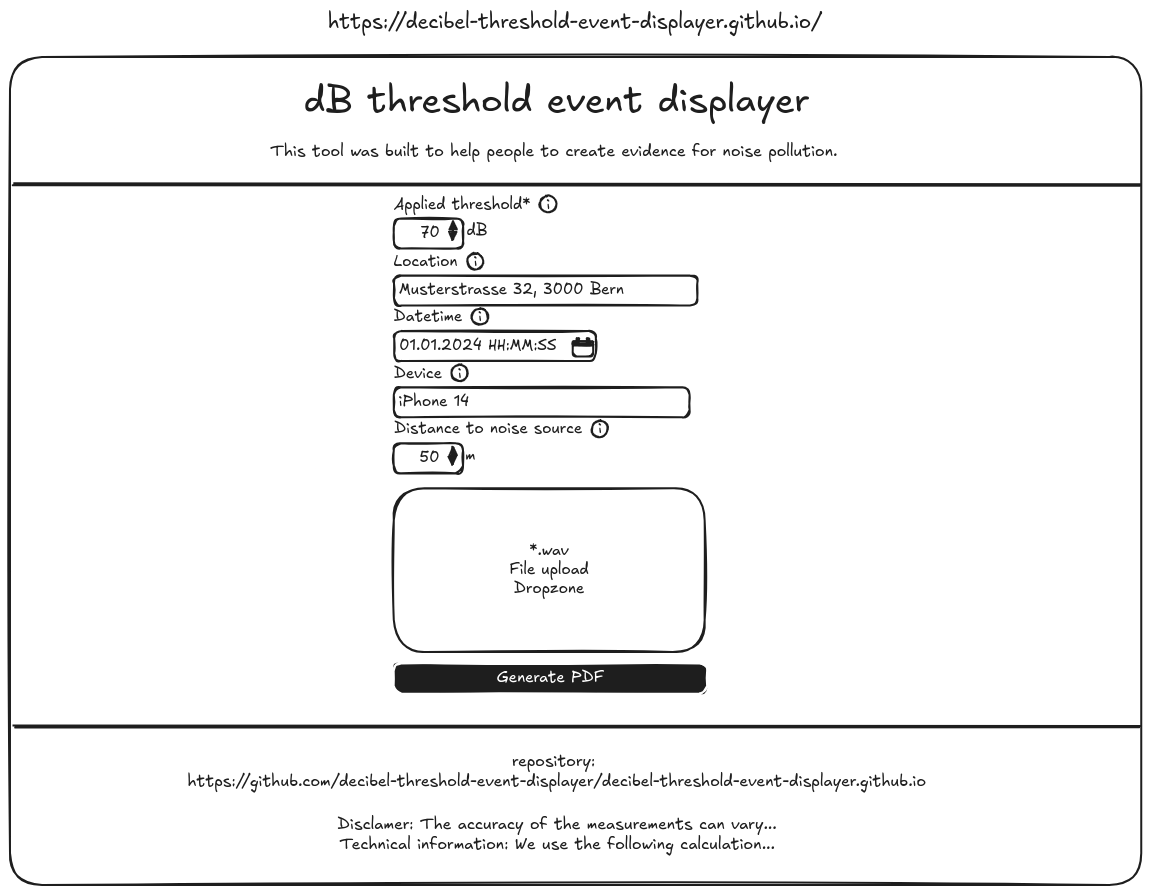 https://decibel-threshold-event-displayer.github.io/
dB threshold event displayer
This tool was built to help people to create evidence for noise pollution.
Applied threshold* i
70 dB
Location i
Musterstrasse 32, 3000 Bern
Datetime i
01.01.2024 HH:MM:SS
Device i
iPhone 14
Distance to noise source i
50 m
*.wav
File upload
Dropzone
Generate PDF
repository:
https://github.com/decibel-threshold-event-displayer/decibel-threshold-event-displayer.github.io
Disclamer: The accuracy of the measurements can vary...
Technical information: We use the following calculation...